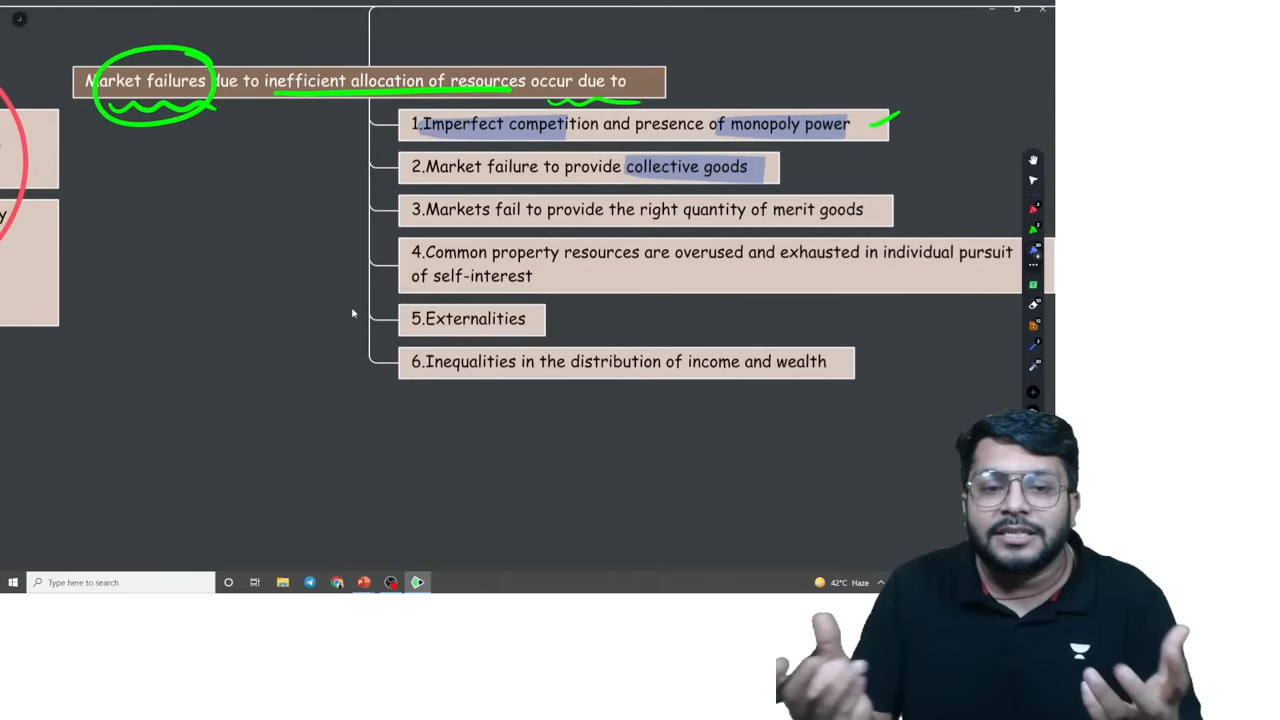 Market failures due to inefficient allocation of resources occur due to
1.Imperfect competition and presence of monopoly power
2.Market failure to provide collective goods
3.Markets fail to provide the right quantity of merit goods
4.Common property resources are overused and exhausted in individual pursuit
of self-interest
5.Externalities
6.Inequalities in the distribution of income and wealth
y
Type here to search
42°C Haze